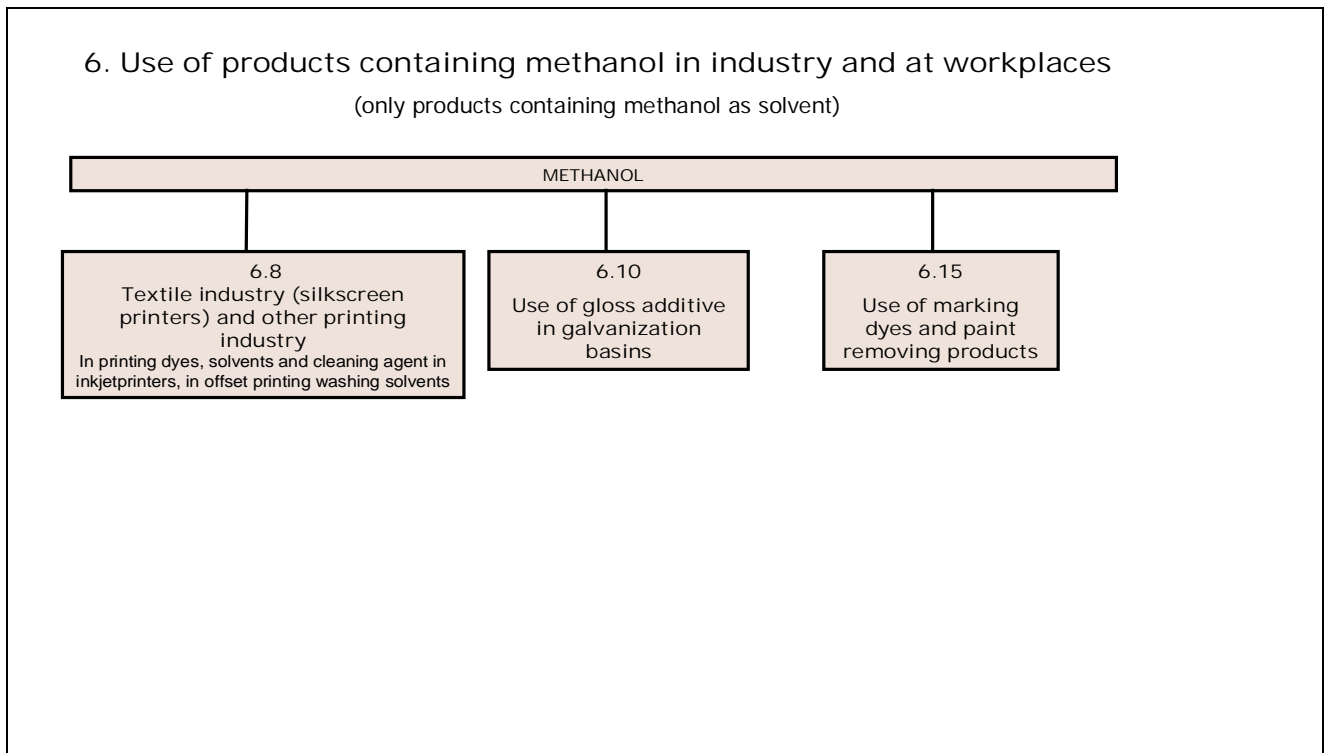 6. Use of products containing methanol in industry and at workplaces
(only products containing methanol as solvent)
METHANOL
6.8
Textile industry (silkscreen
printers) and other printing
industry
In printing dyes, solvents and cleaning agent in
inkjetprinters, in offset printing washing solvents
6.10
Use of gloss additive
in galvanization
basins
6.15
Use of marking
dyes and paint
removing products